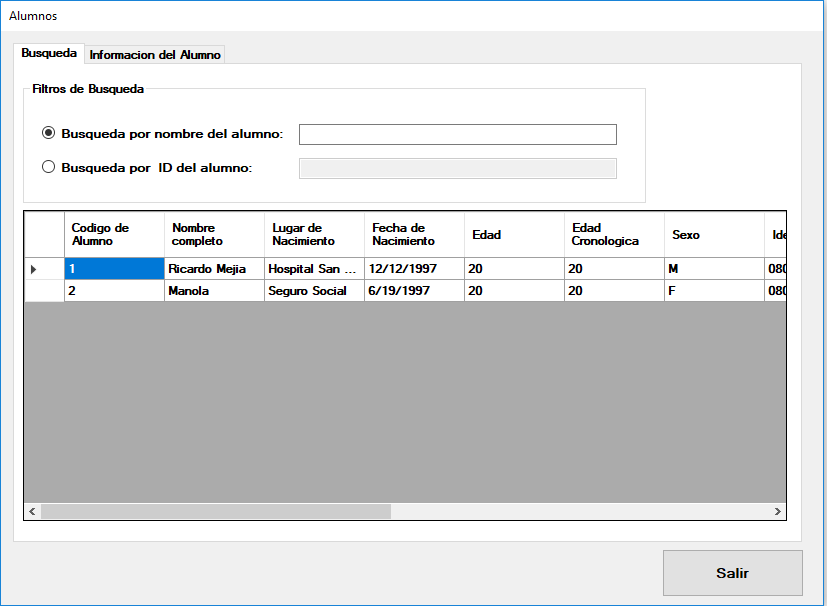 Alumnos
Busqueda Informacion del Alumno
Filtros de Busqueda
Busqueda por nombre del alumno:
Busqueda por ID del alumno:
Codigo de Alumno Nombre completo Lugar de Nacimiento Fecha de Nacimiento Edad Edad Cronologica Sexo Ide
1 Ricardo Mejia Hospital San ... 12/12/1997 20 20 M 080
2 Manola Seguro Social 6/19/1997 20 20 F 080
Salir